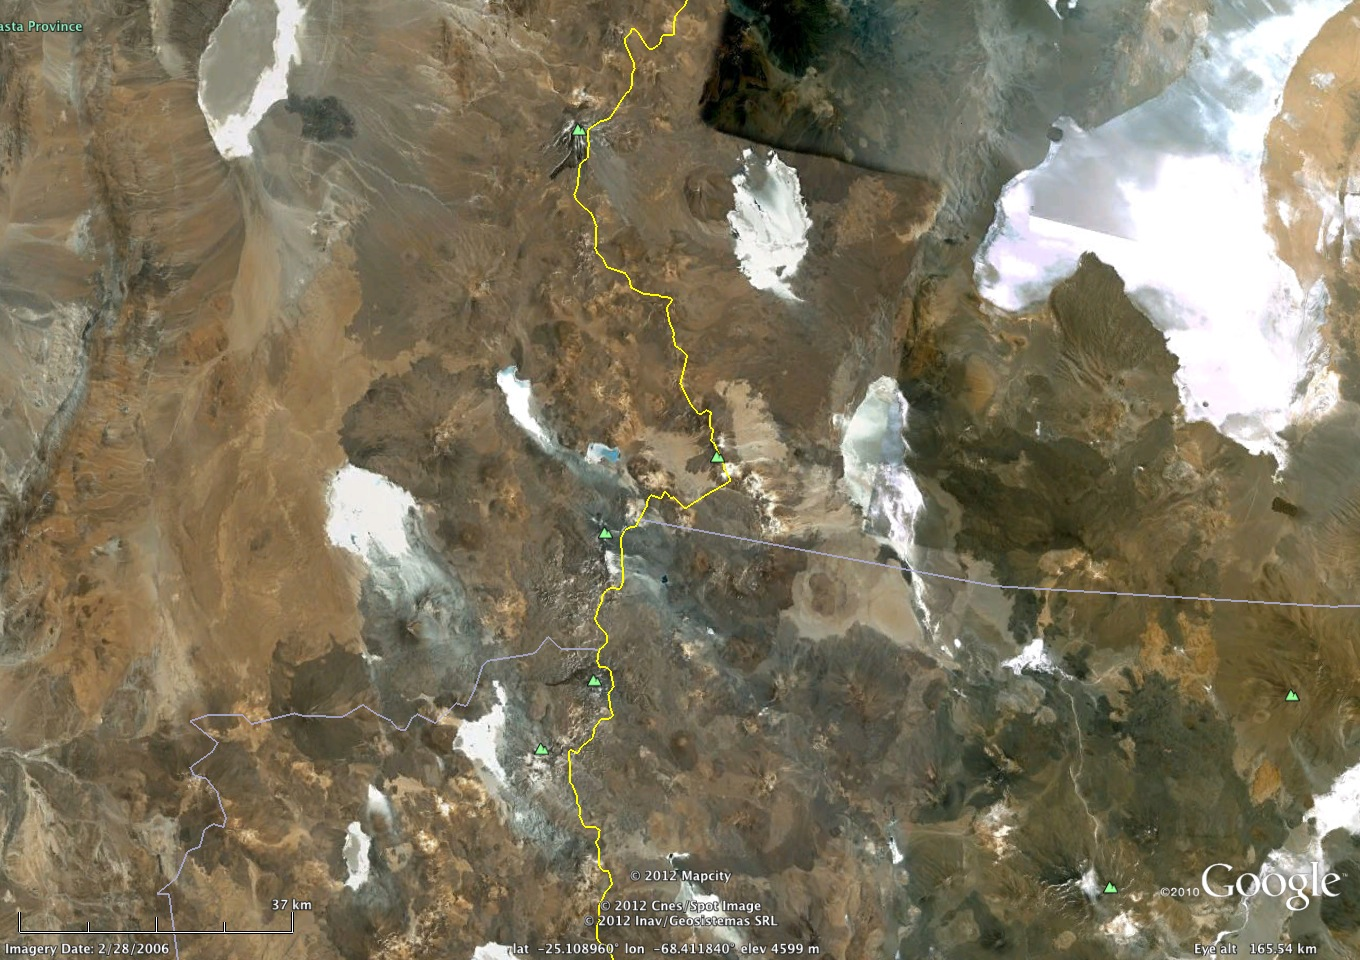 asta Province
© 2012 Mapcity
© 2012 Cnes/Spot Image
© 2012 Inav/Geosistemas SRL
©2010 Google™
37 km
Imagery Date: 2/28/2006
lat -25.108960° lon -68.411840° elev 4599 m
Eye alt 165.54 km